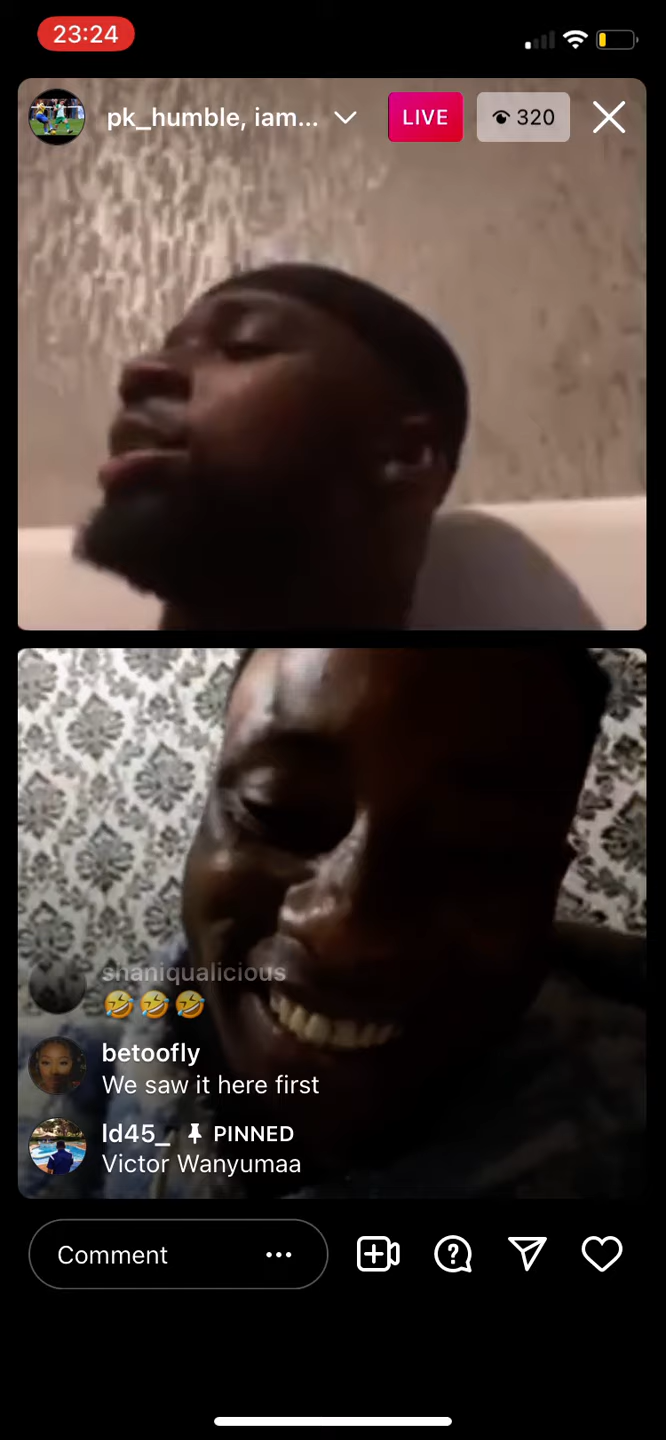 23:24
pk_humble, iam...
LIVE
320
shaniqualicious
🤣🤣🤣
betoofly
We saw it here first
ld45_ PINNED
Victor Wanyumaa
Comment